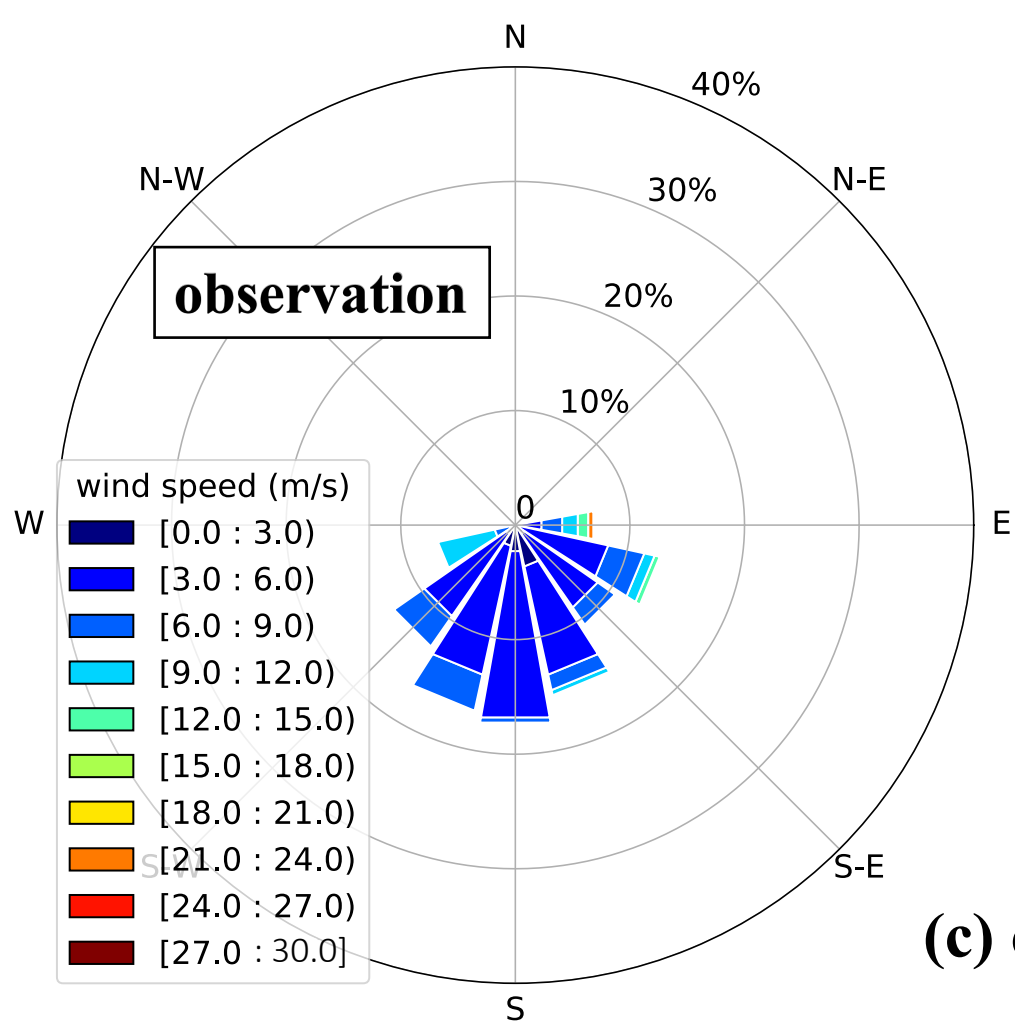 N
40%
N-W
N-E
30%
observation
20%
10%
wind speed (m/s)
0
W
E
[0.0 : 3.0)
[3.0 : 6.0)
[6.0 : 9.0)
[9.0 : 12.0)
[12.0 : 15.0)
[15.0 : 18.0)
[18.0 : 21.0)
S-W
[21.0 : 24.0)
S-E
[24.0 : 27.0)
[27.0 : 30.0]
(c)
S